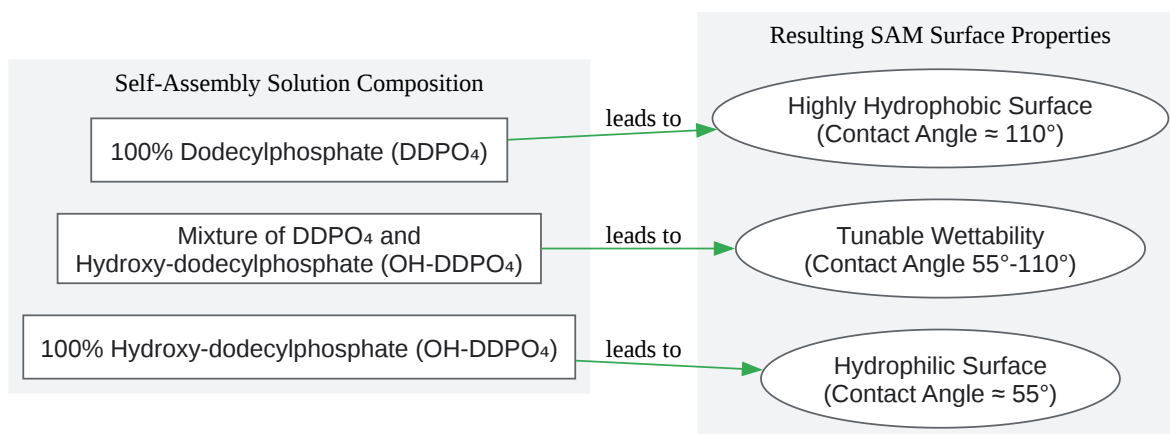 Resulting SAM Surface Properties
Self-Assembly Solution Composition
100% Dodecylphosphate (DDPO₄)
leads to
Highly Hydrophobic Surface
(Contact Angle ≈ 110°)
Mixture of DDPO₄ and
Hydroxy-dodecylphosphate (OH-DDPO₄)
leads to
Tunable Wettability
(Contact Angle 55°-110°)
100% Hydroxy-dodecylphosphate (OH-DDPO₄)
leads to
Hydrophilic Surface
(Contact Angle ≈ 55°)